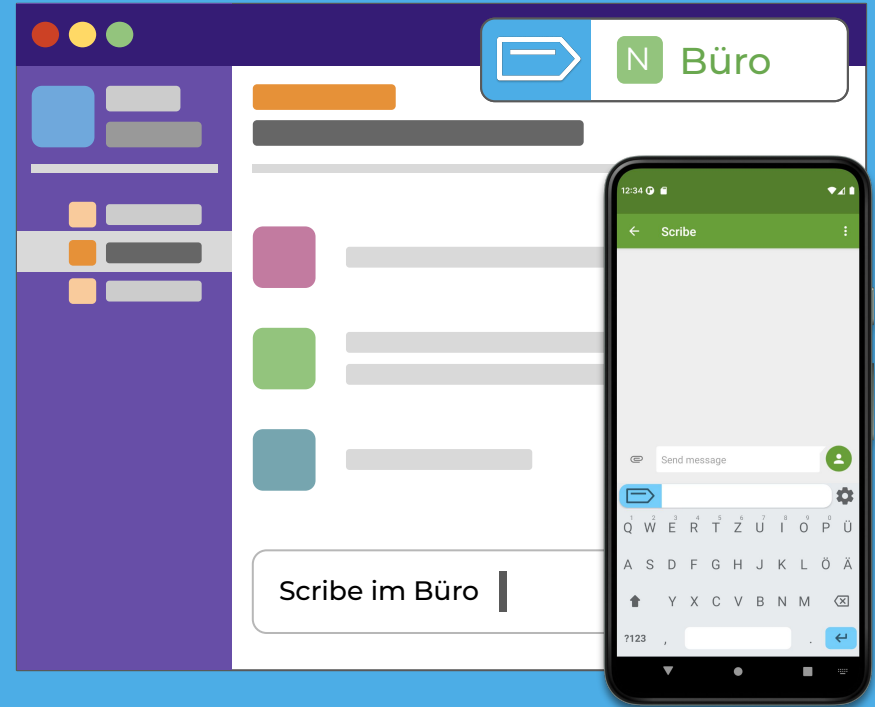 N Büro
12:34
Scribe
Send message
1 2 3 4 5 6 7 8 9 0
Q W E R T Z U I O P Ü
A S D F G H J K L Ö Ä
Y X C V B N M
?123 , .
Scribe im Büro